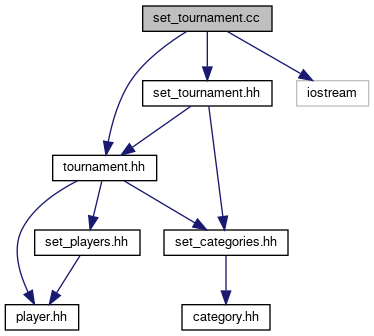 set_tournament.cc
set_tournament.hh
iostream
tournament.hh
set_players.hh
set_categories.hh
player.hh
category.hh